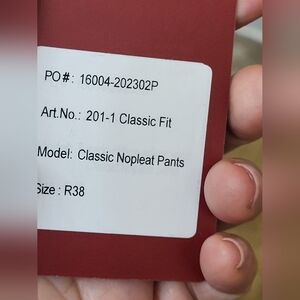 PO#: 16004-202302P
Art.No.: 201-1 Classic Fit
Model: Classic Nopleat Pants
Size : R38